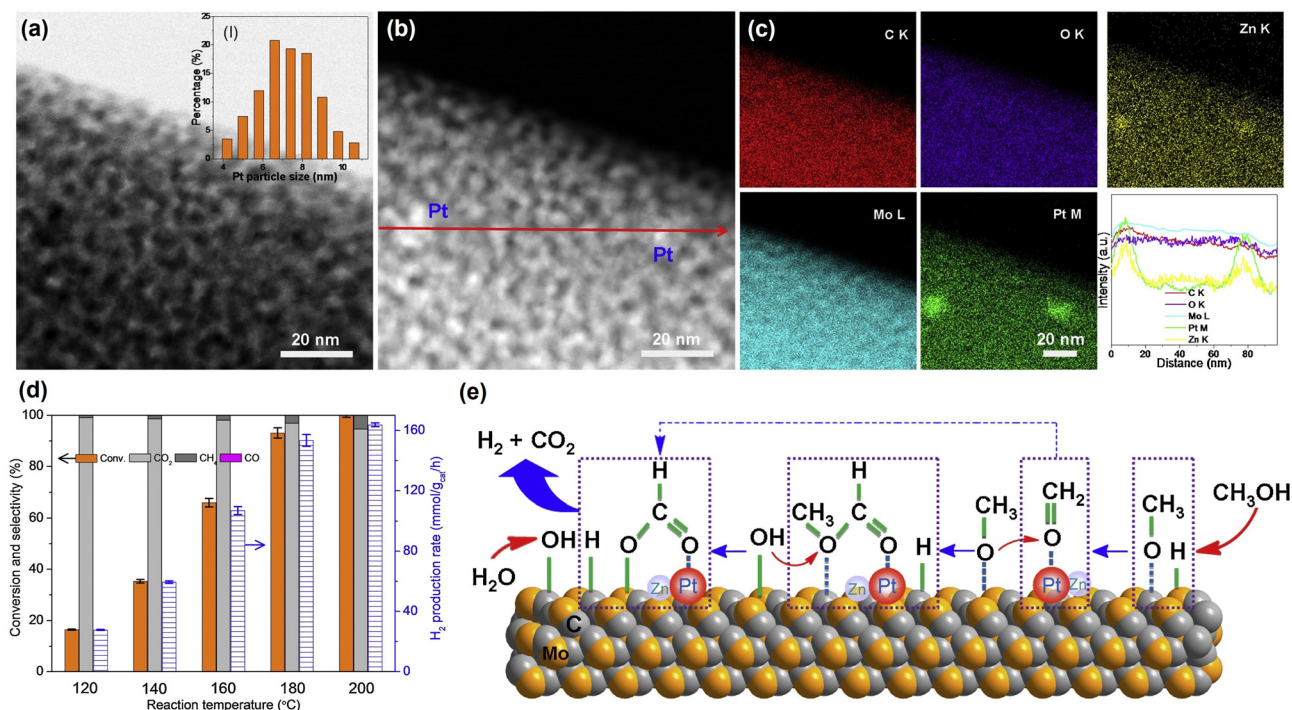 (a)
(I)
Percentage (%)
25
20
15
10
5
0
4
6
8
10
Pt particle size (nm)
20 nm
(b)
Pt
Pt
20 nm
(c)
C K
O K
Zn K
Mo L
Pt M
20 nm
Intensity (a.u.)
C K
O K
Mo L
Pt M
Zn K
0
20
40
60
80
Distance (nm)
(d)
Conversion and selectivity (%)
100
80
60
40
20
0
Conv.
CO2
CH4
CO
160
120
80
40
0
H2 production rate (mmol/gcat/h)
120
140
160
180
200
Reaction temperature (°C)
(e)
H2 + CO2
H
C
O
O
OH
H
H2O
Zn
Pt
OH
CH3
H
C
O
O
H
Zn
Pt
CH3
O
CH2
O
Pt
Zn
CH3
O
H
CH3OH
C
Mo